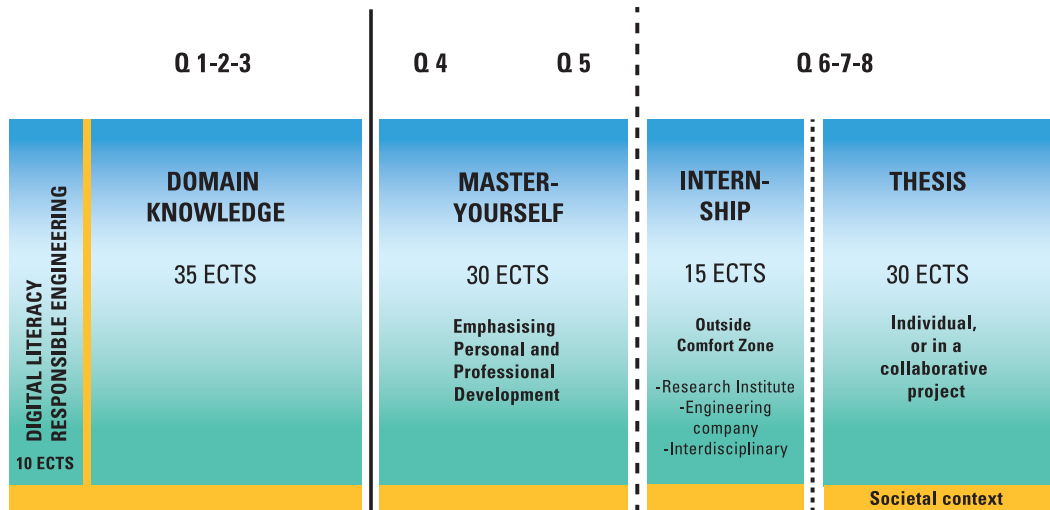 Q 1-2-3
Q 4
Q 5
Q 6-7-8
DIGITAL LITERACY
RESPONSIBLE ENGINEERING
10 ECTS
DOMAIN
KNOWLEDGE
35 ECTS
MASTER-
YOURSELF
30 ECTS
Emphasising
Personal and
Professional
Development
INTERN-
SHIP
15 ECTS
Outside
Comfort Zone
-Research Institute
-Engineering
company
-Interdisciplinary
THESIS
30 ECTS
Individual,
or in a
collaborative
project
Societal context